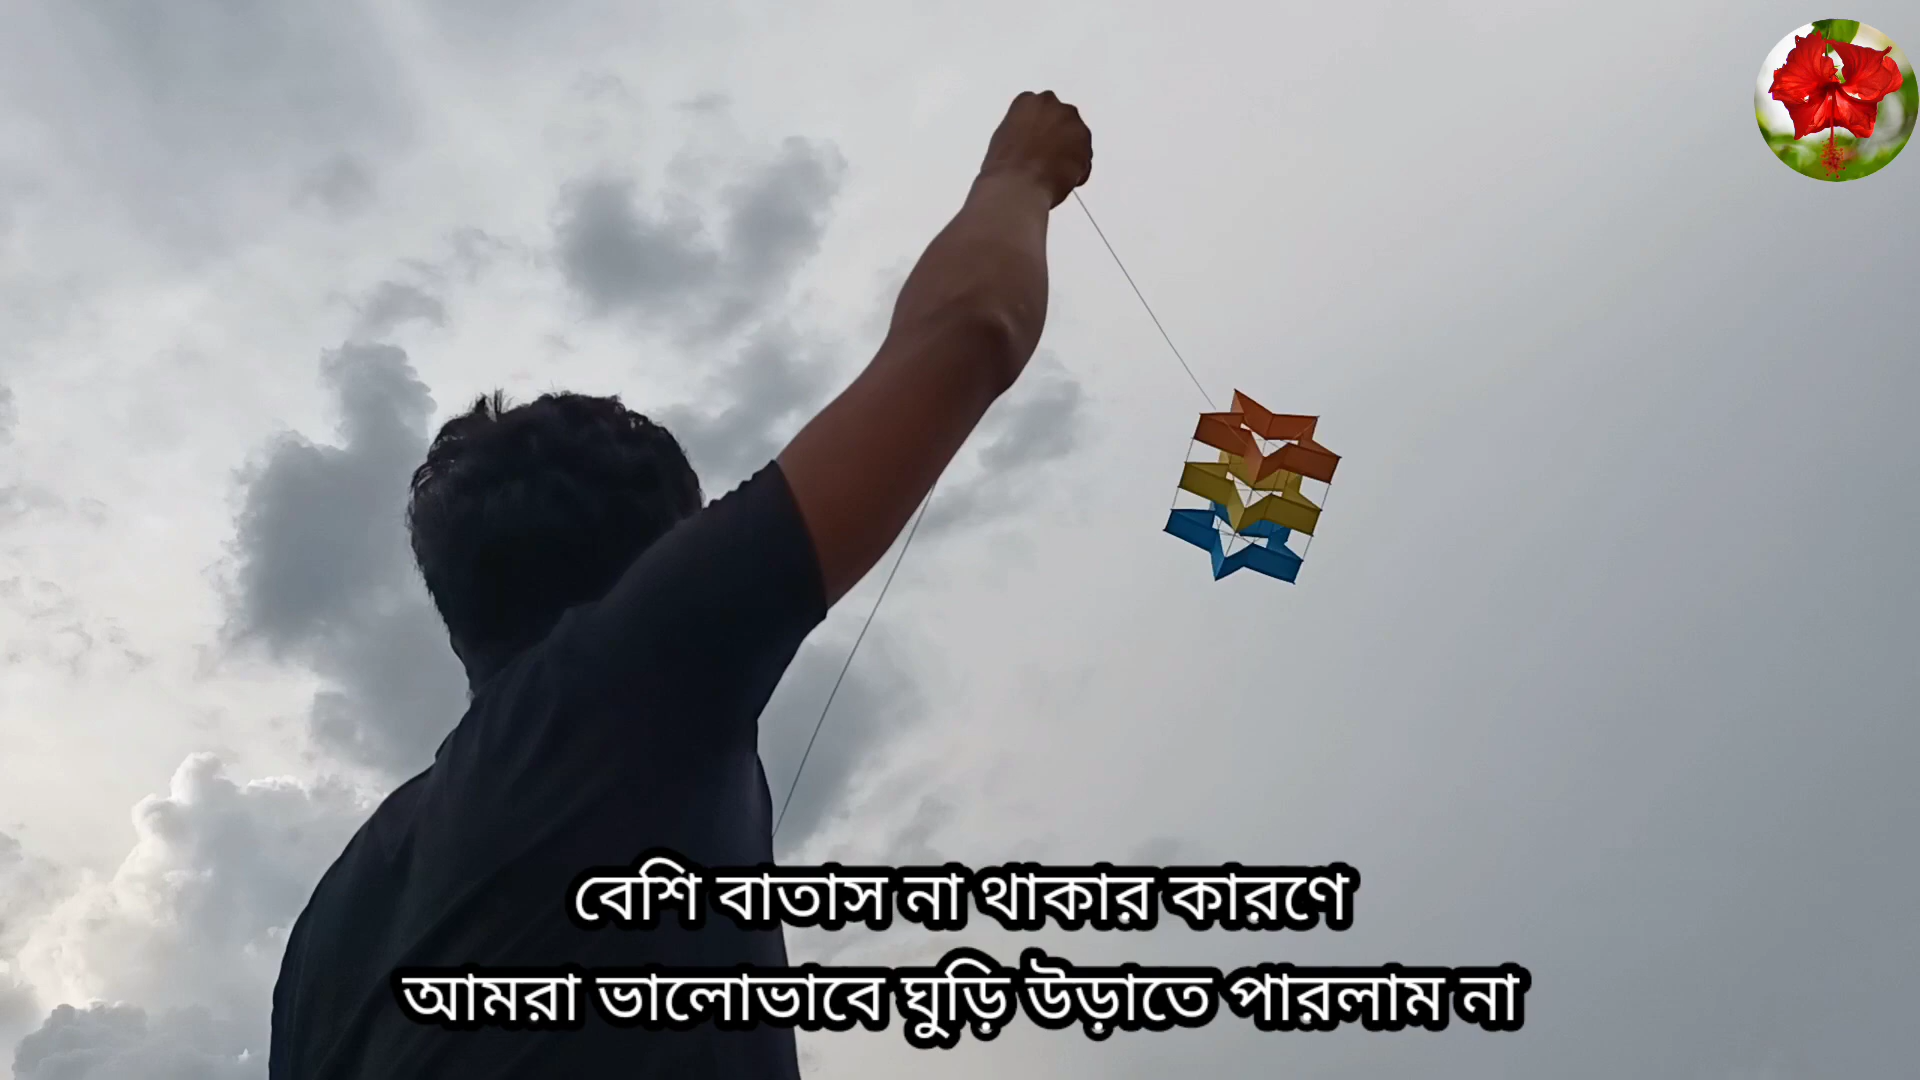 বেশি বাতাস না থাকার কারণে
আমরা ভালোভাবে ঘুড়ি উড়াতে পারলাম না